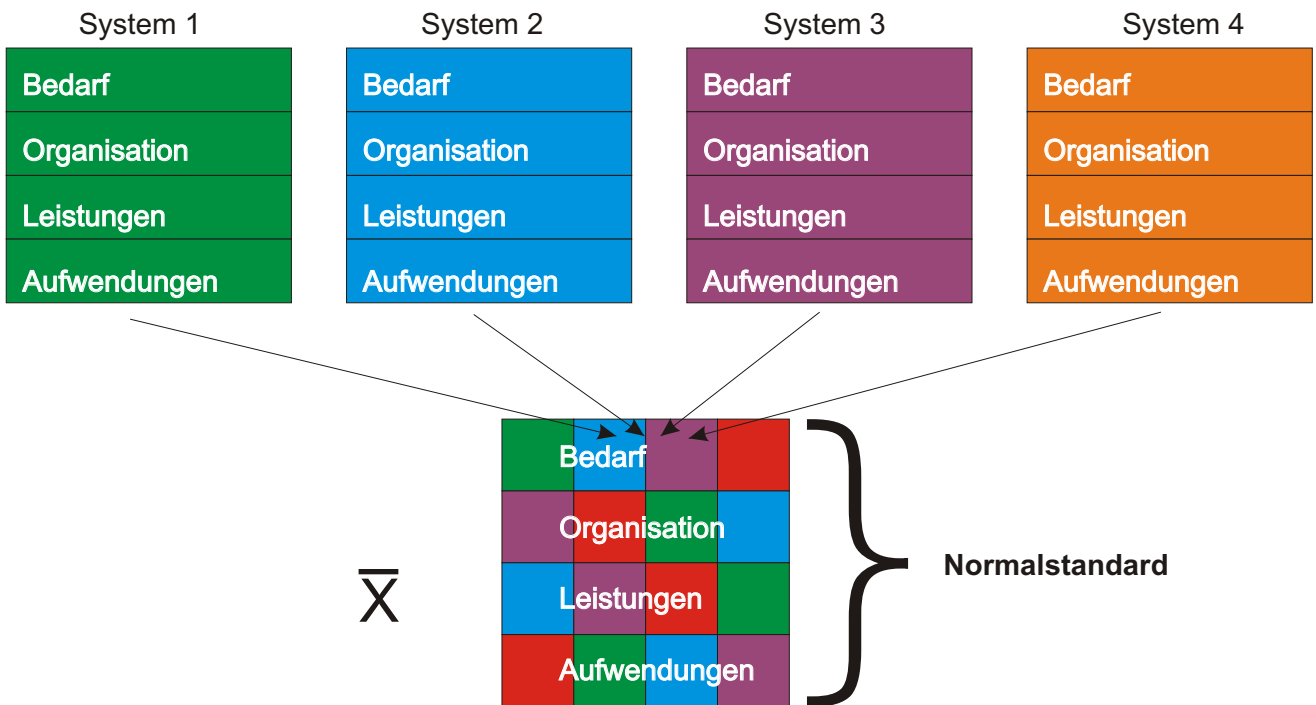 System 1
System 2
System 3
System 4
Bedarf
Organisation
Leistungen
Aufwendungen
Bedarf
Organisation
Leistungen
Aufwendungen
Bedarf
Organisation
Leistungen
Aufwendungen
Bedarf
Organisation
Leistungen
Aufwendungen
Bedarf
Organisation
Leistungen
Aufwendungen
X̅
Normalstandard